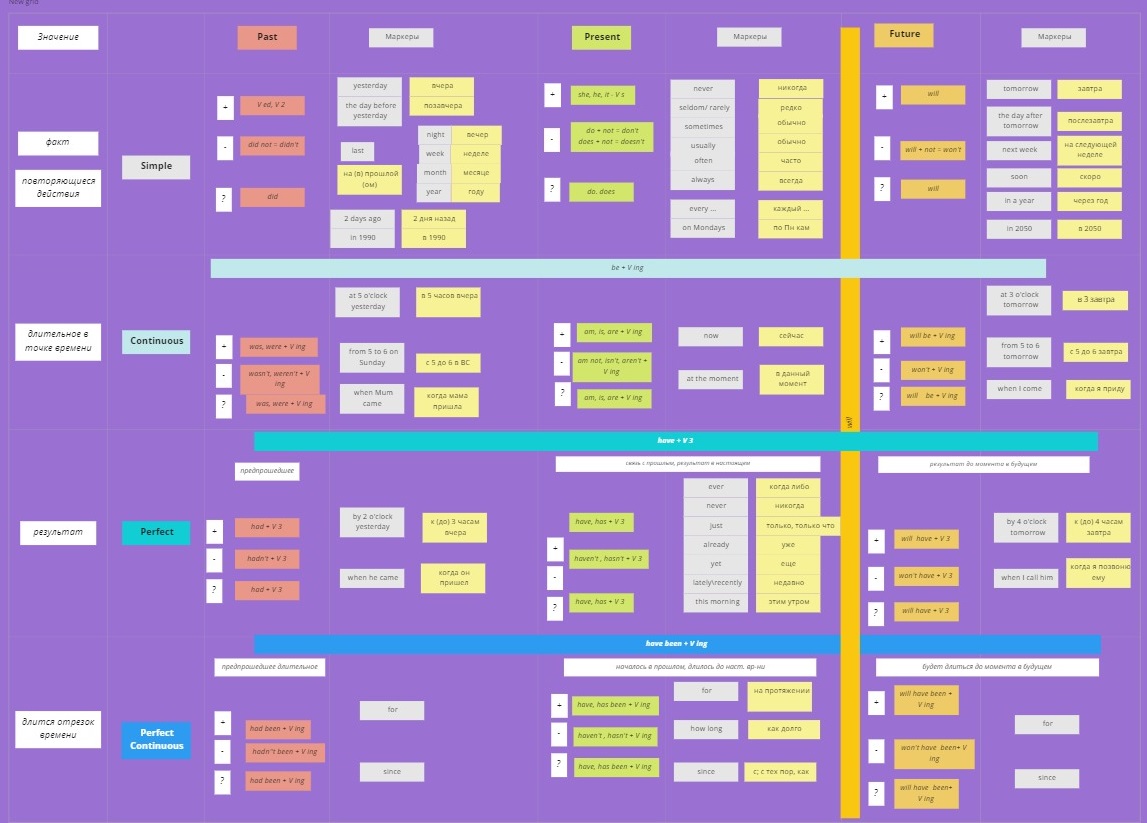 New grid
Значение
Past
Маркеры
Present
Маркеры
Future
Маркеры
факт
повторяющиеся
действия
Simple
+
V ed, V 2
-
did not = didn't
?
did
yesterday
вчера
the day before
yesterday
позавчера
last
на (в) прошлой
(ом)
night
вечер
week
неделе
month
месяце
year
году
2 days ago
2 дня назад
in 1990
в 1990
+
she, he, it - V s
-
do + not = don't
does + not = doesn't
?
do, does
never
никогда
seldom/ rarely
редко
sometimes
обычно
usually
обычно
often
часто
always
всегда
every ...
каждый ...
on Mondays
по Пн кам
+
will
-
will + not = won't
?
will
tomorrow
завтра
the day after
tomorrow
послезавтра
next week
на следующей
неделе
soon
скоро
in a year
через год
in 2050
в 2050
be + V ing
длительное в
точке времени
Continuous
+
was, were + V ing
-
wasn't, weren't + V
ing
?
was, were + V ing
at 5 o'clock
yesterday
в 5 часов вчера
from 5 to 6 on
Sunday
с 5 до 6 в ВС
when Mum
came
когда мама
пришла
+
am, is, are + V ing
-
am not, isn't, aren't +
V ing
?
am, is, are + V ing
now
сейчас
at the moment
в данный
момент
will
+
will be + V ing
-
won't + V ing
?
will be + V ing
at 3 o'clock
tomorrow
в 3 завтра
from 5 to 6
tomorrow
с 5 до 6 завтра
when I come
когда я приду
have + V 3
предпрошедшее
связь с прошлым, результат в настоящем
результат до момента в будущем
результат
Perfect
+
had + V 3
-
hadn't + V 3
?
had + V 3
by 2 o'clock
yesterday
к (до) 3 часам
вчера
when he came
когда он
пришел
have, has + V 3
+
haven't , hasn't + V 3
-
?
have, has + V 3
ever
когда либо
never
никогда
just
только, только что
already
уже
yet
еще
lately\recently
недавно
this morning
этим утром
+
will have + V 3
-
won't have + V 3
?
will have + V 3
by 4 o'clock
tomorrow
к (до) 4 часам
завтра
when I call him
когда я позвоню
ему
have been + V ing
предпрошедшее длительное
началось в прошлом, длилось до наст. вр-ни
будет длиться до момента в будущем
длится отрезок
времени
Perfect
Continuous
+
had been + V ing
-
hadn't been + V ing
?
had been + V ing
for
since
+
have, has been + V ing
-
haven't , hasn't + V ing
?
have, has been + V ing
for
на протяжении
how long
как долго
since
с; с тех пор, как
+
will have been +
V ing
-
won't have been+ V
ing
?
will have been+
V ing
for
since